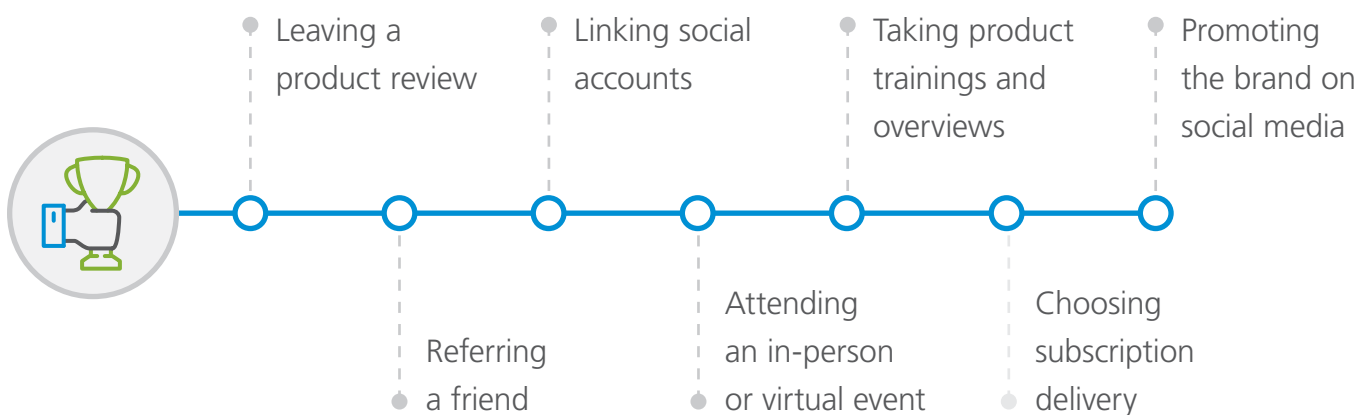 Leaving a
product review
Linking social
accounts
Taking product
trainings and
overviews
Promoting
the brand on
social media
Referring
a friend
Attending
an in-person
or virtual event
Choosing
subscription
delivery